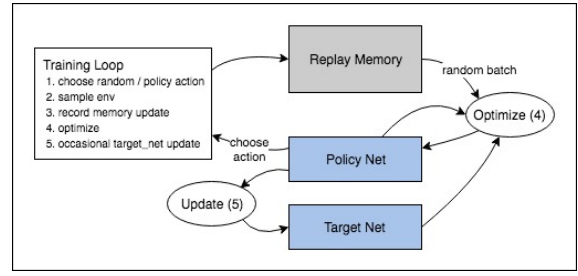 Training Loop
1. choose random / policy action
2. sample env
3. record memory update
4. optimize
5. occasional target_net update
Replay Memory
random batch
Optimize (4)
choose
action
Policy Net
Update (5)
Target Net